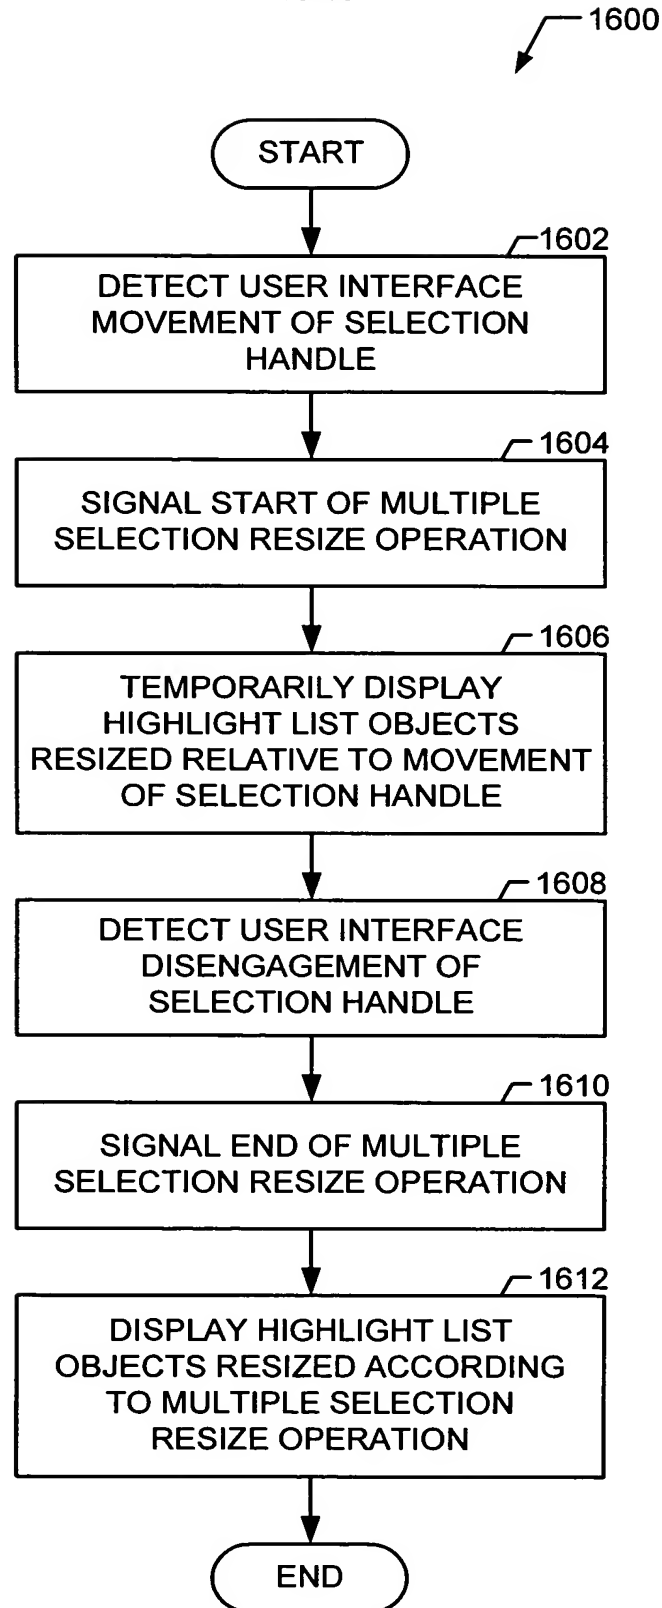 1600
START
1602
DETECT USER INTERFACE
MOVEMENT OF SELECTION
HANDLE
1604
SIGNAL START OF MULTIPLE
SELECTION RESIZE OPERATION
1606
TEMPORARILY DISPLAY
HIGHLIGHT LIST OBJECTS
RESIZED RELATIVE TO MOVEMENT
OF SELECTION HANDLE
1608
DETECT USER INTERFACE
DISENGAGEMENT OF
SELECTION HANDLE
1610
SIGNAL END OF MULTIPLE
SELECTION RESIZE OPERATION
1612
DISPLAY HIGHLIGHT LIST
OBJECTS RESIZED ACCORDING
TO MULTIPLE SELECTION
RESIZE OPERATION
END